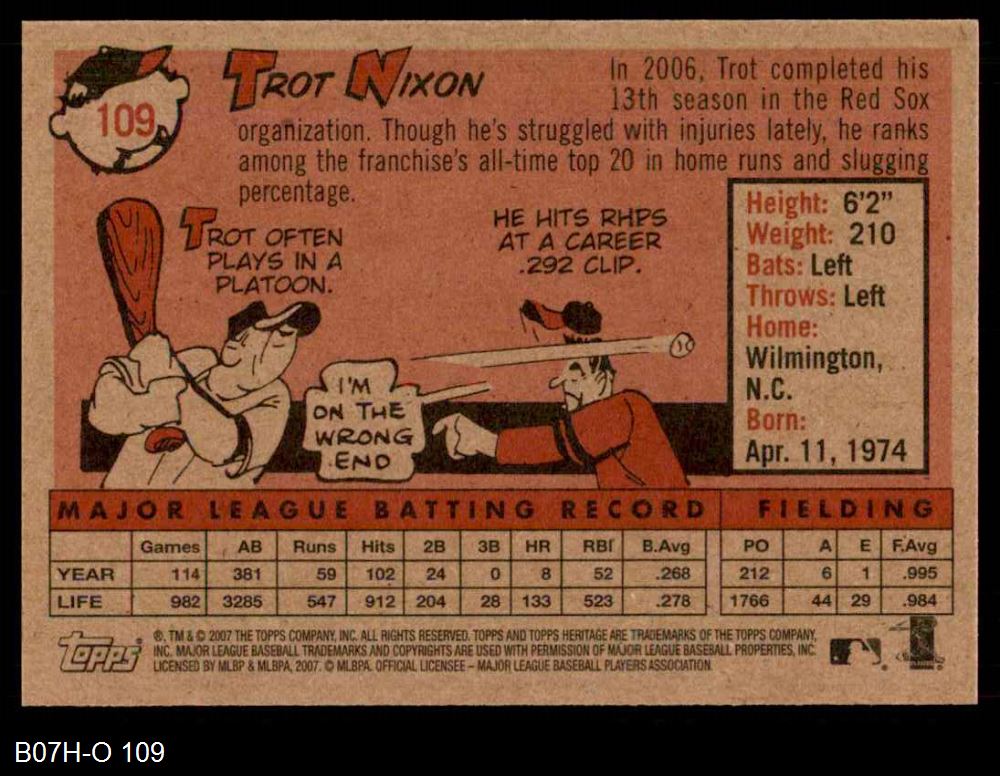 109
TROT NIXON
In 2006, Trot completed his
13th season in the Red Sox
organization. Though he's struggled with injuries lately, he ranks
among the franchise's all-time top 20 in home runs and slugging
percentage.
TROT OFTEN
PLAYS IN A
PLATOON.
HE HITS RHPS
AT A CAREER
.292 CLIP.
I'M
ON THE
WRONG
END
Height: 6'2"
Weight: 210
Bats: Left
Throws: Left
Home:
Wilmington,
N.C.
Born:
Apr. 11, 1974
MAJOR LEAGUE BATTING RECORD FIELDING
Games AB Runs Hits 2B 3B HR RBI B.Avg PO A E F.Avg
YEAR 114 381 59 102 24 0 8 52 .268 212 6 1 .995
LIFE 982 3285 547 912 204 28 133 523 .278 1766 44 29 .984
Topps
®, TM & © 2007 THE TOPPS COMPANY, INC. ALL RIGHTS RESERVED. TOPPS AND TOPPS HERITAGE ARE TRADEMARKS OF THE TOPPS COMPANY,
INC. MAJOR LEAGUE BASEBALL TRADEMARKS AND COPYRIGHTS ARE USED WITH PERMISSION OF MAJOR LEAGUE BASEBALL PROPERTIES, INC.
LICENSED BY MLBP & MLBPA, 2007. © MLBPA. OFFICIAL LICENSEE – MAJOR LEAGUE BASEBALL PLAYERS ASSOCIATION
B07H-O 109